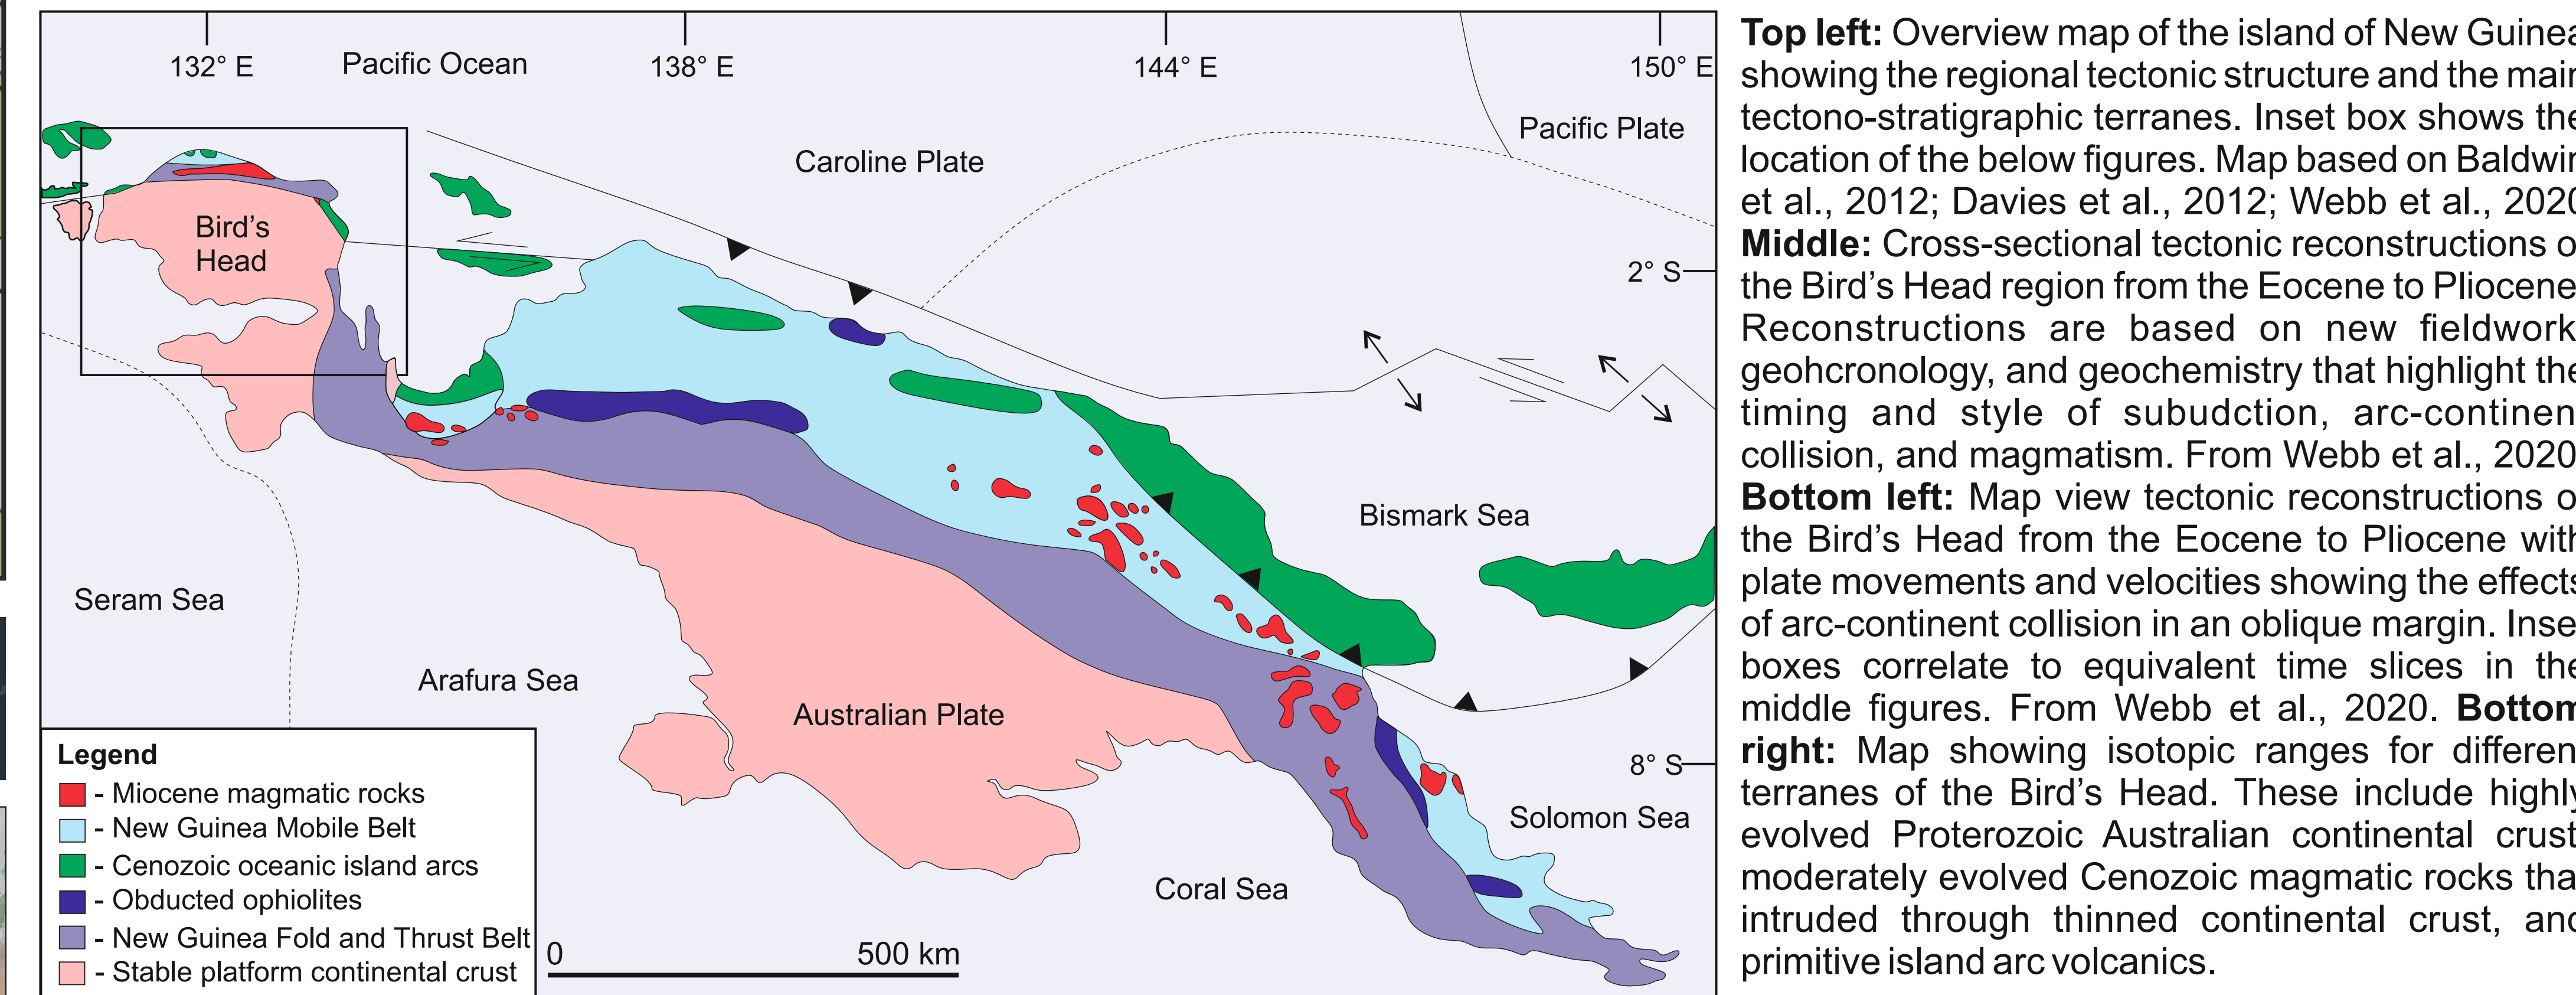 132° E
Pacific Ocean
138° E
144° E
150° E
Pacific Plate
Caroline Plate
Bird's
Head
2° S
Bismark Sea
Seram Sea
Arafura Sea
Australian Plate
8° S
Solomon Sea
Coral Sea
Legend
- Miocene magmatic rocks
- New Guinea Mobile Belt
- Cenozoic oceanic island arcs
- Obducted ophiolites
- New Guinea Fold and Thrust Belt
- Stable platform continental crust
0 500 km
Top left: Overview map of the island of New Guinea
showing the regional tectonic structure and the main
tectono-stratigraphic terranes. Inset box shows the
location of the below figures. Map based on Baldwin
et al., 2012; Davies et al., 2012; Webb et al., 2020
Middle: Cross-sectional tectonic reconstructions o
the Bird's Head region from the Eocene to Pliocene
Reconstructions are based on new fieldwork
geohcronology, and geochemistry that highlight the
timing and style of subudction, arc-continen
collision, and magmatism. From Webb et al., 2020
Bottom left: Map view tectonic reconstructions o
the Bird's Head from the Eocene to Pliocene with
plate movements and velocities showing the effects
of arc-continent collision in an oblique margin. Inse
boxes correlate to equivalent time slices in the
middle figures. From Webb et al., 2020. Bottom
right: Map showing isotopic ranges for differen
terranes of the Bird's Head. These include highly
evolved Proterozoic Australian continental crust
moderately evolved Cenozoic magmatic rocks tha
intruded through thinned continental crust, and
primitive island arc volcanics.